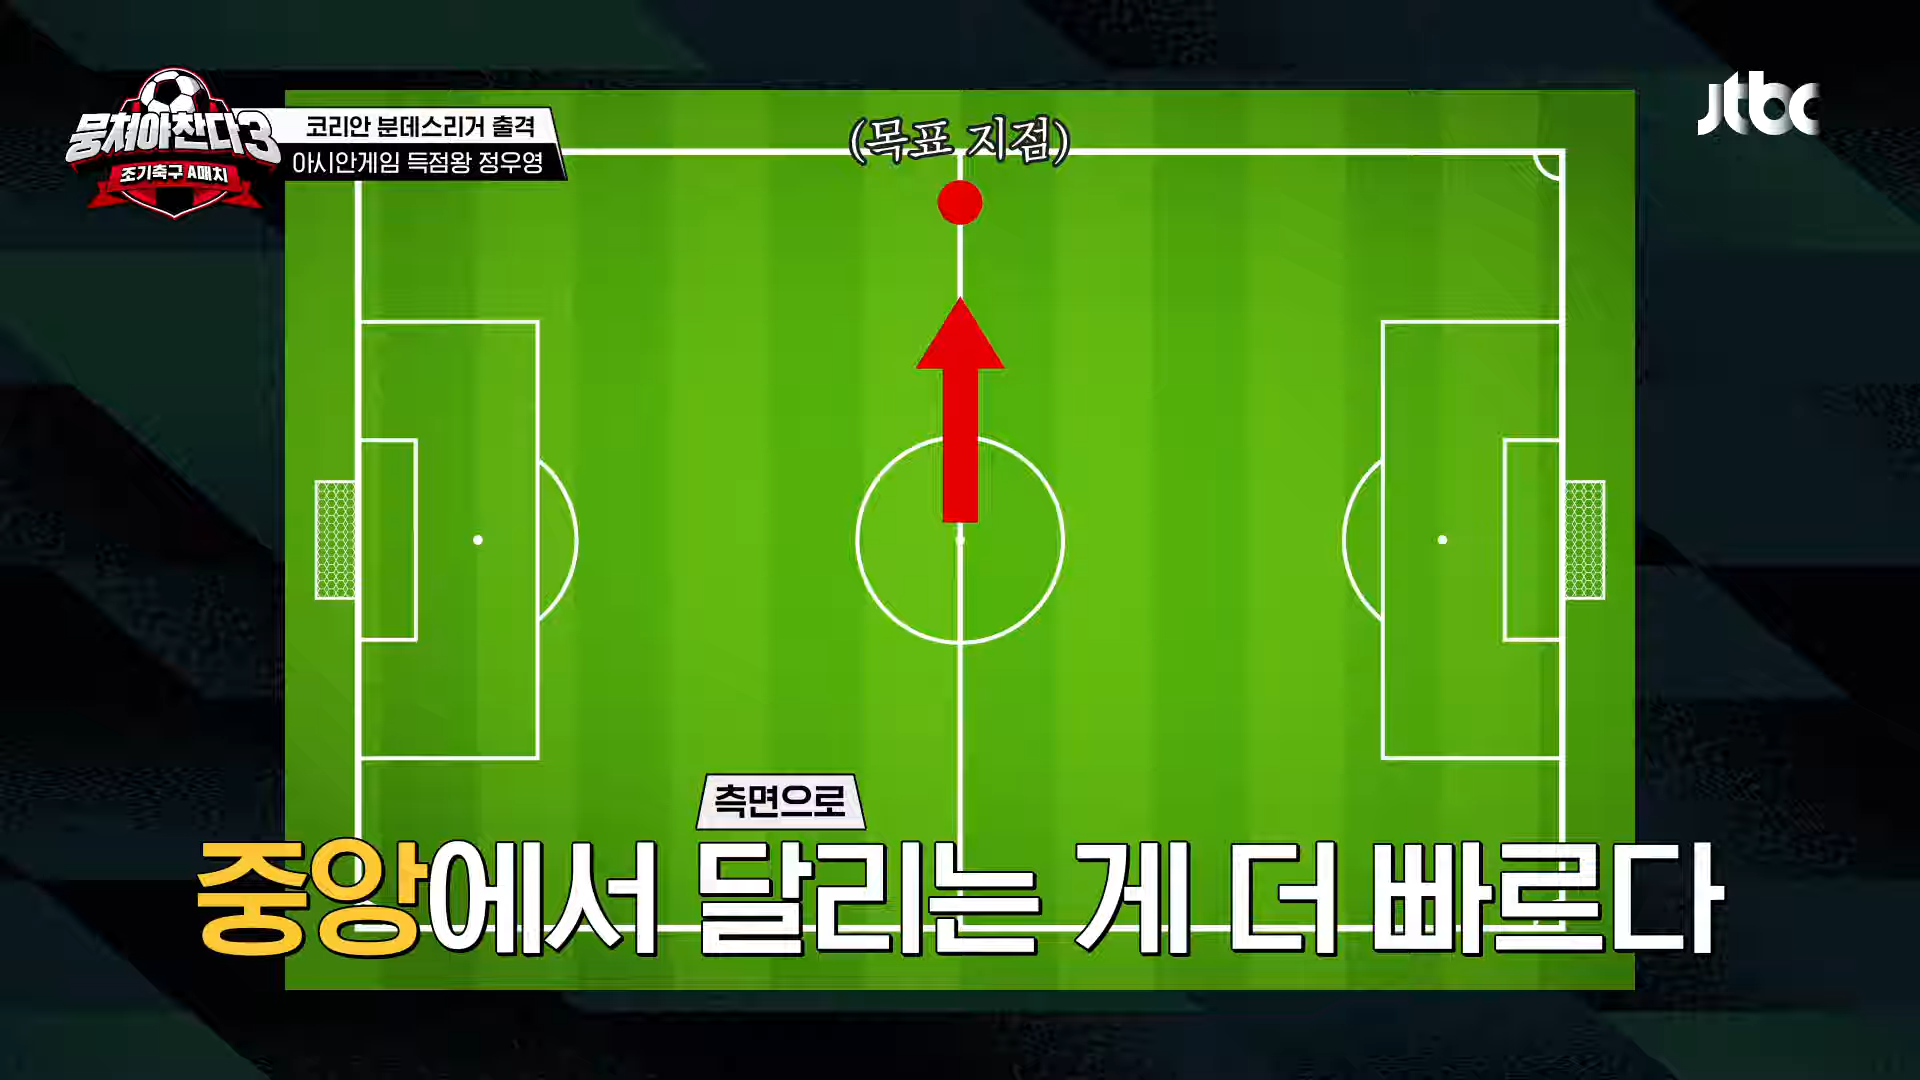 뭉쳐야찬다3
조기축구 A매치
코리안 분데스리거 출격
아시안게임 득점왕 정우영
jtbc
(목표 지점)
측면으로
중앙에서 달리는 게 더 빠르다